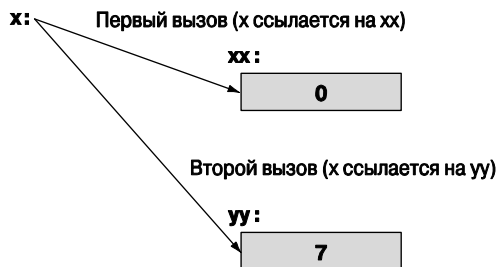 x: Первый вызов (x ссылается на xx)
xx:
0
Второй вызов (x ссылается на yy)
yy:
7